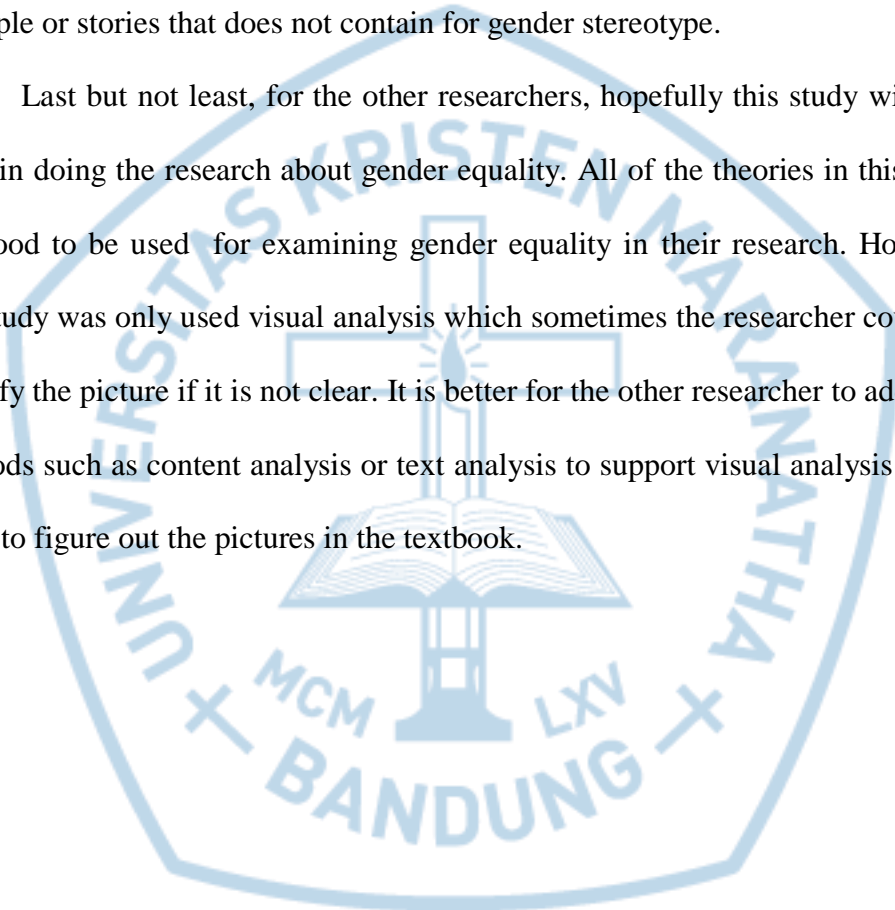 ple or stories that does not contain for gender stereotype.
Last but not least, for the other researchers, hopefully this study wi
in doing the research about gender equality. All of the theories in this
ood to be used for examining gender equality in their research. Ho
tudy was only used visual analysis which sometimes the researcher co
fy the picture if it is not clear. It is better for the other researcher to ad
ods such as content analysis or text analysis to support visual analysis
to figure out the pictures in the textbook.
UNIVERSITAS KRISTEN MARANATHA
MCM LXV
BANDUNG